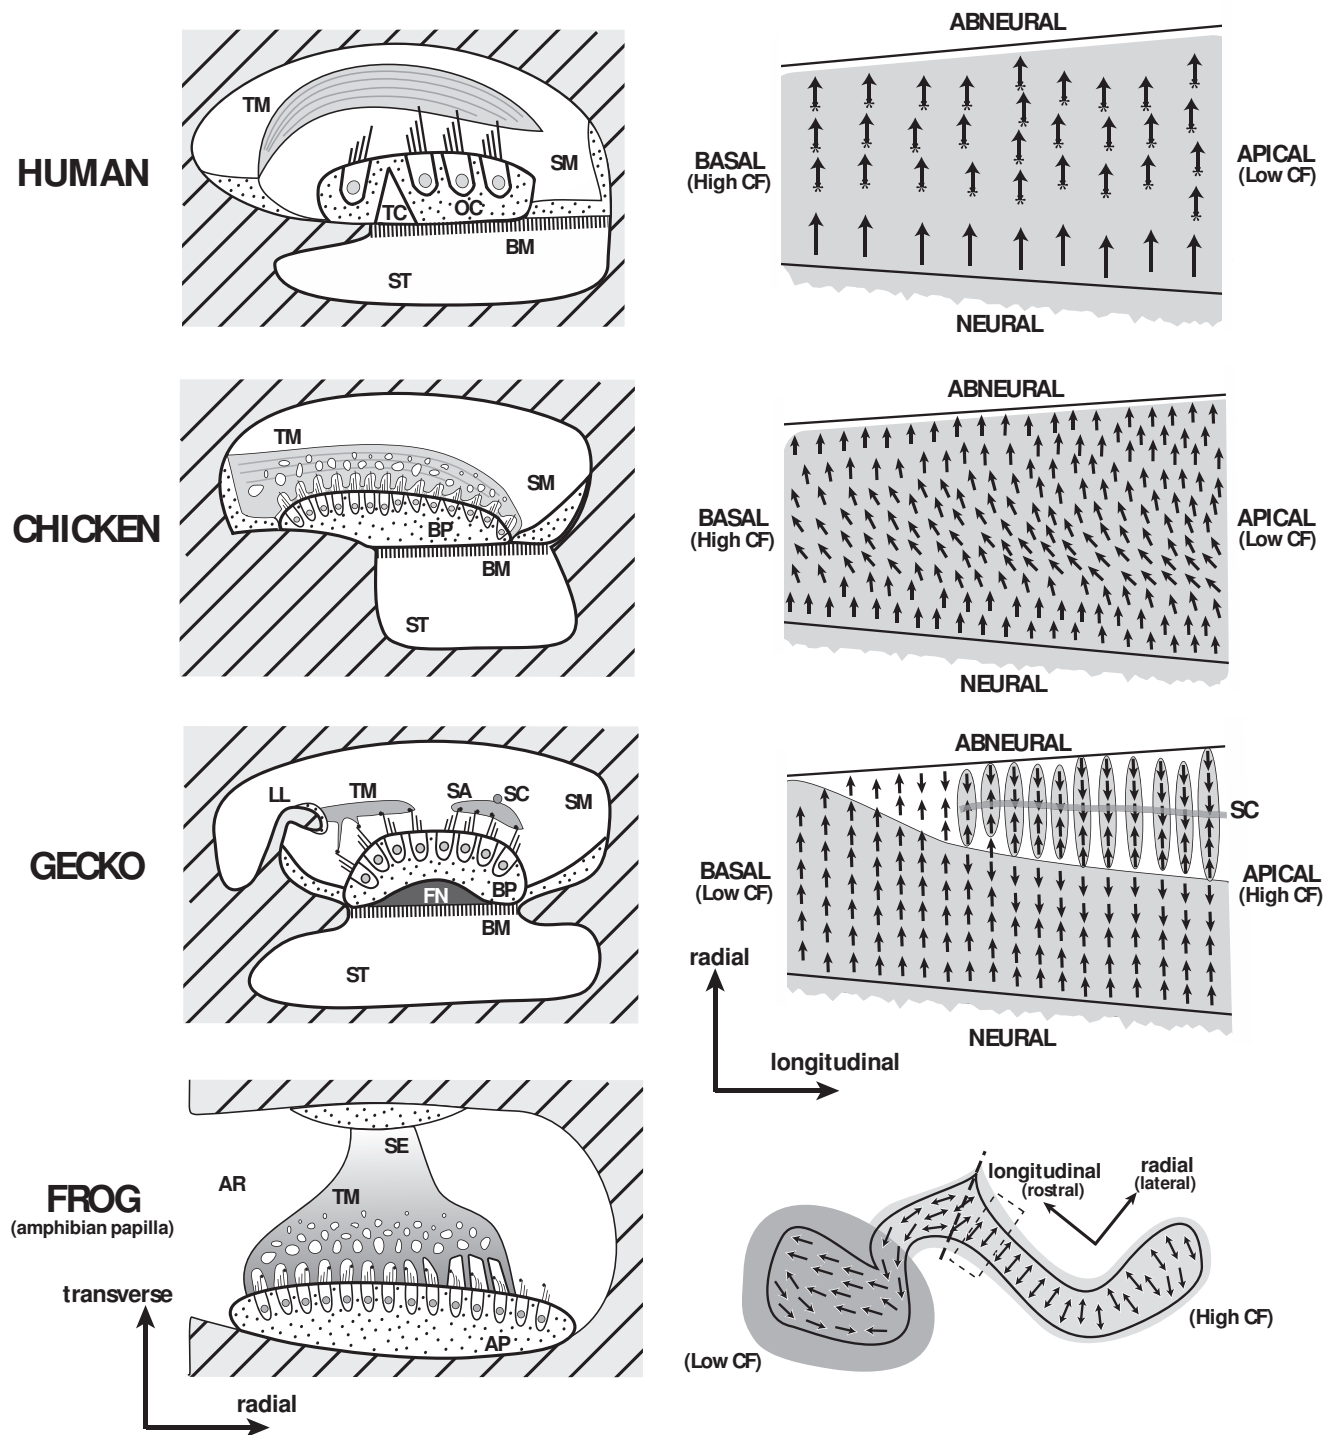 HUMAN
TM
SM
TC
OC
BM
ST
ABNEURAL
BASAL
(High CF)
APICAL
(Low CF)
NEURAL
CHICKEN
TM
SM
BP
BM
ST
ABNEURAL
BASAL
(High CF)
APICAL
(Low CF)
NEURAL
GECKO
LL
TM
SA
SC
SM
FN
BP
BM
ST
ABNEURAL
SC
BASAL
(Low CF)
APICAL
(High CF)
NEURAL
radial
longitudinal
FROG
(amphibian papilla)
SE
AR
TM
AP
transverse
radial
longitudinal
(rostral)
radial
(lateral)
(High CF)
(Low CF)